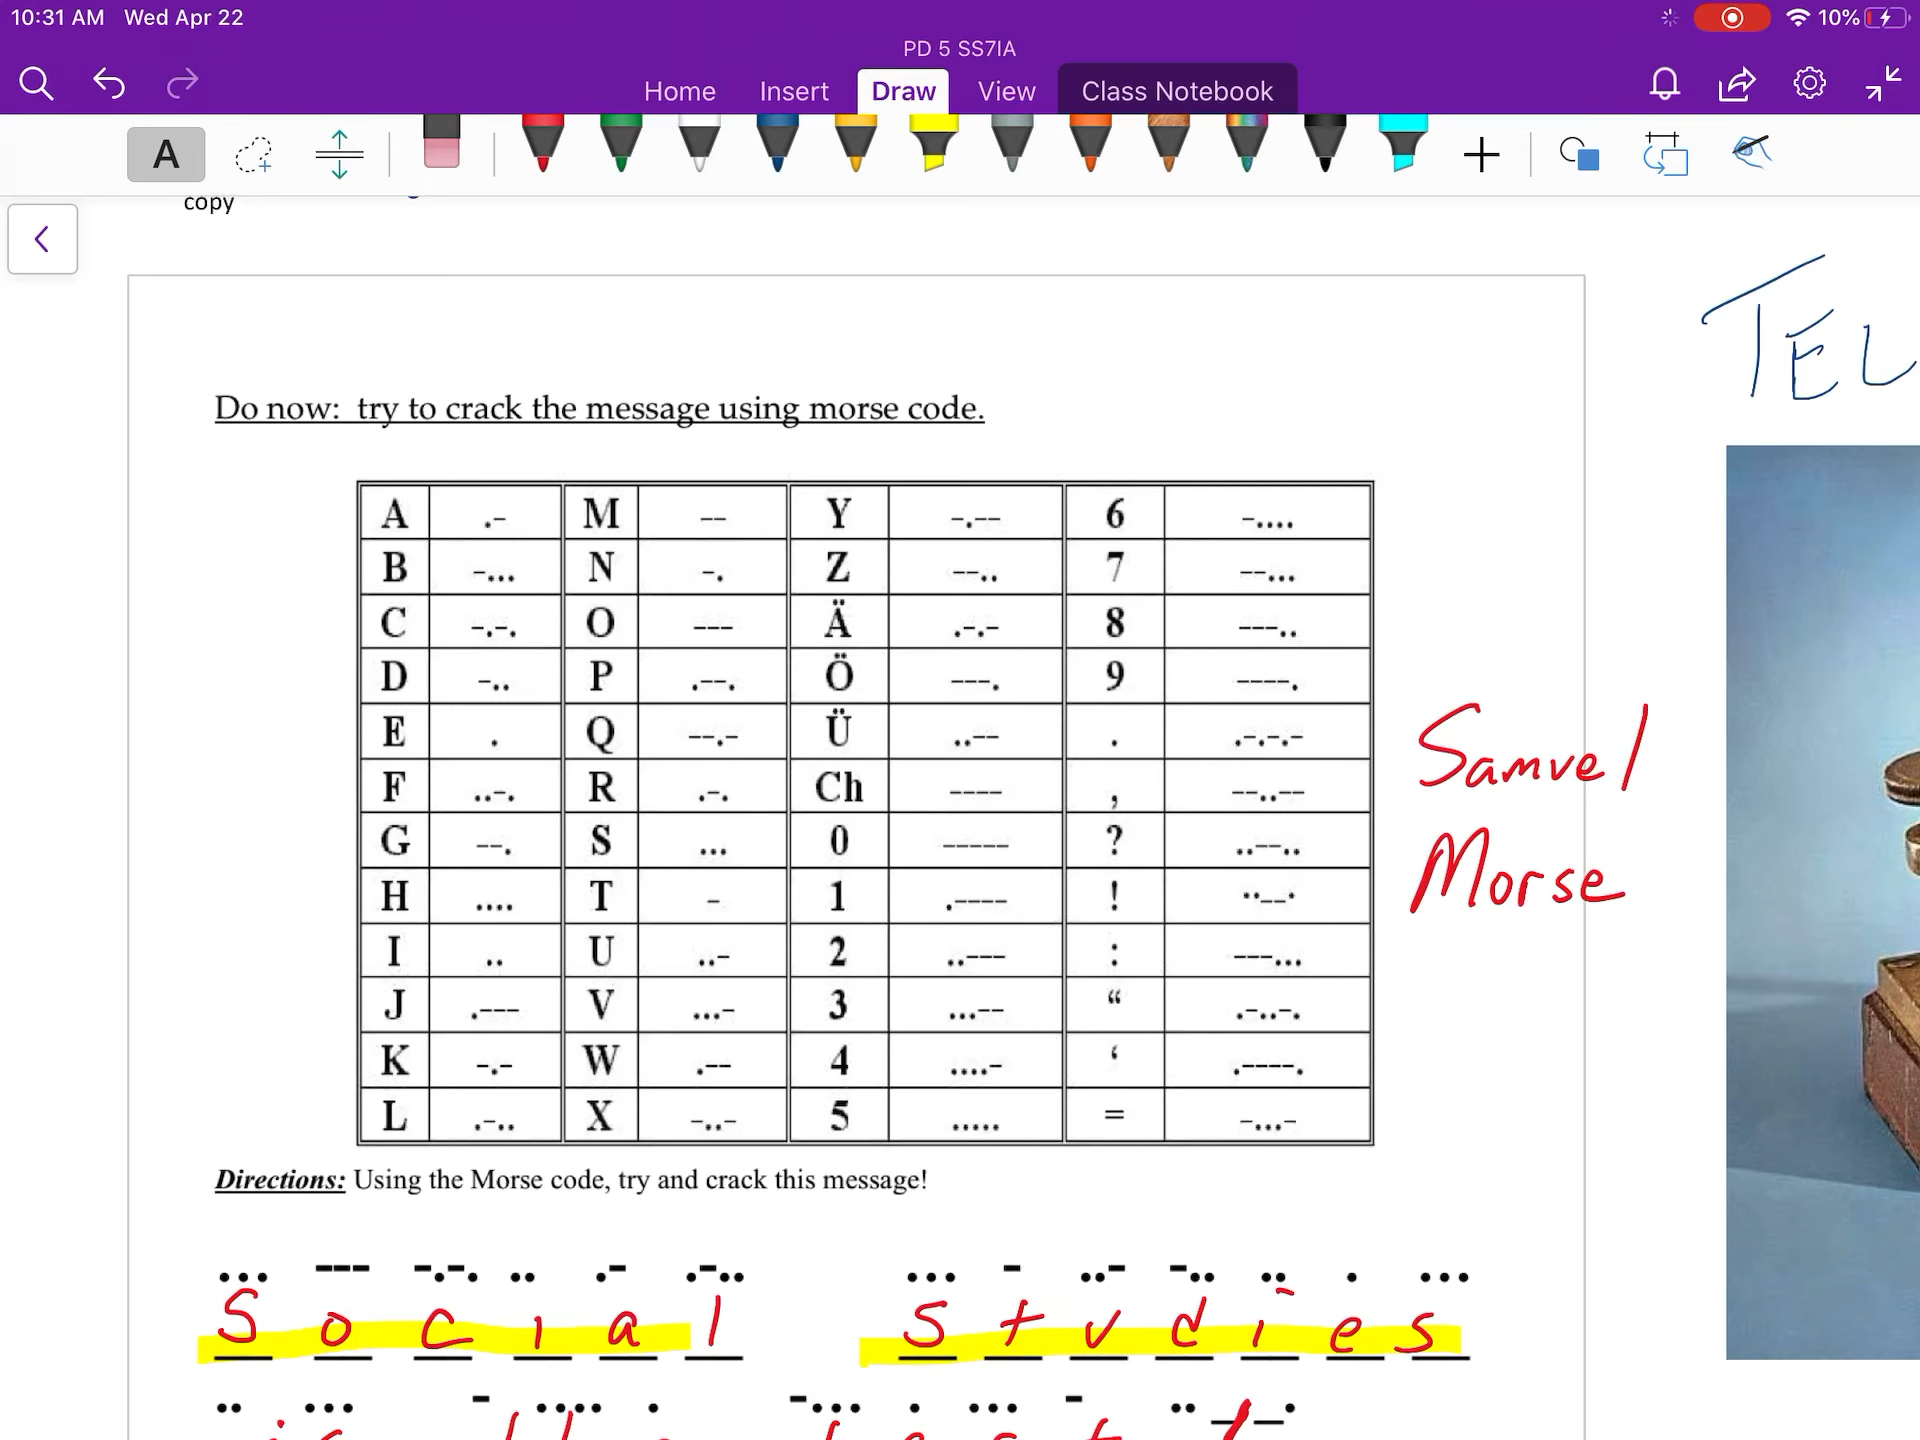 10:31 AM Wed Apr 22
10%
PD 5 SS7IA
Home Insert Draw View Class Notebook
A
copy
TEL
Do now: try to crack the message using morse code.
A .- M -- Y -.-- 6 -....
B -... N -. Z --.. 7 --...
C -.-. O --- Ä .-.- 8 ---..
D -.. P .--. Ö ---. 9 ----.
E . Q --.- Ü ..-- . .-.-.-
F ..-. R .-. Ch ---- , --..--
G --. S ... 0 ----- ? ..--..
H .... T - 1 .---- ! ..--.
I .. U ..- 2 ..--- : ---...
J .--- V ...- 3 ...-- “ .-..-.
K -.- W .-- 4 ....- ‘ .----.
L .-.. X -..- 5 ..... = -...-
Samuel
Morse
Directions: Using the Morse code, try and crack this message!
... --- -.-. .. .- .-.. ... - ..- -.. .. . ...
Social Studies
.. ... - .... . -... . ... - ..--.